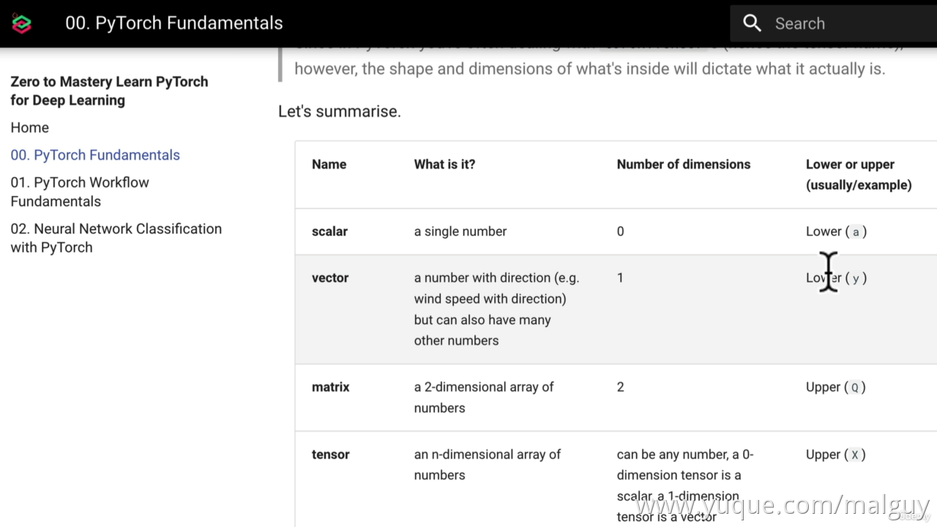 00. PyTorch Fundamentals
Search
Zero to Mastery Learn PyTorch
for Deep Learning
Home
00. PyTorch Fundamentals
01. PyTorch Workflow
Fundamentals
02. Neural Network Classification
with PyTorch
however, the shape and dimensions of what's inside will dictate what it actually is.
Let's summarise.
Name
What is it?
Number of dimensions
Lower or upper
(usually/example)
scalar
a single number
0
Lower ( a )
vector
a number with direction (e.g.
wind speed with direction)
but can also have many
other numbers
1
Lower ( y )
matrix
a 2-dimensional array of
numbers
2
Upper ( Q )
tensor
an n-dimensional array of
numbers
can be any number, a 0-
dimension tensor is a
scalar, a 1-dimension
tensor is a vector
Upper ( X )
www.yuque.com/malguy